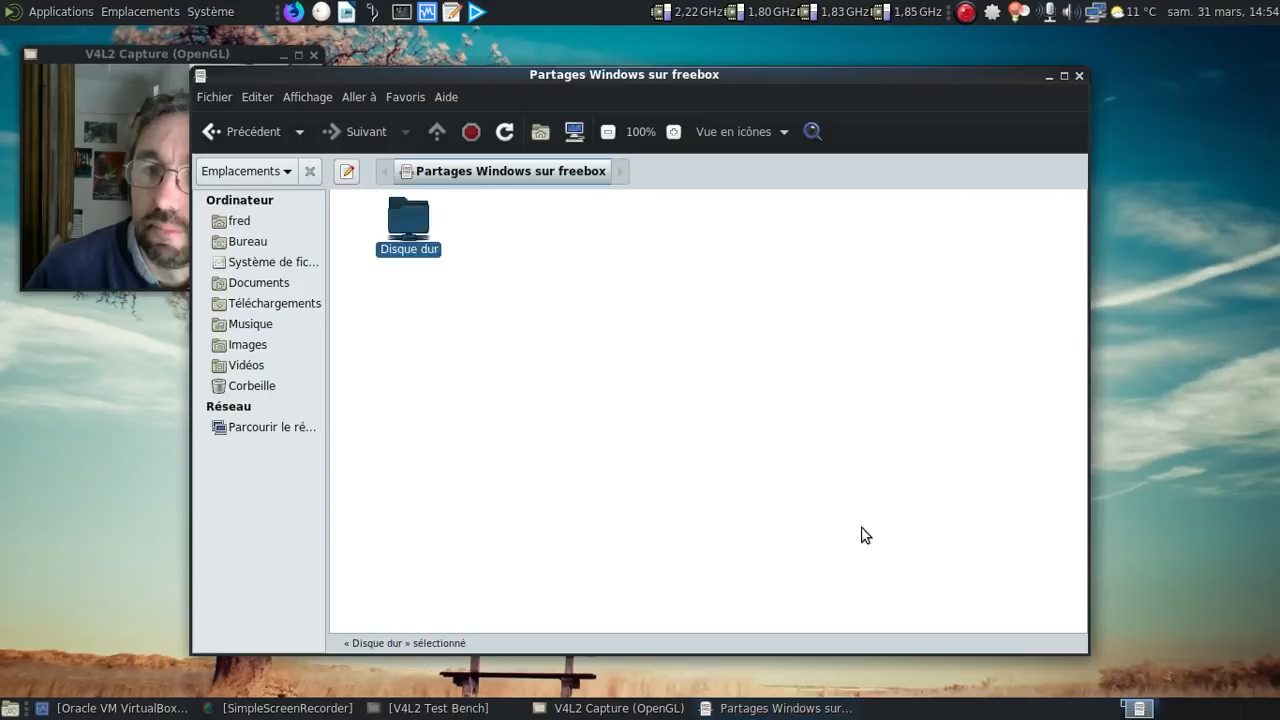 Applications Emplacements Système 2,22 GHz 1,80 GHz 1,83 GHz 1,85 GHz 11 °C sam. 31 mars, 14:54
V4L2 Capture (OpenGL)
Partages Windows sur freebox
Fichier Editer Affichage Aller à Favoris Aide
Précédent Suivant 100% Vue en icônes
Emplacements Partages Windows sur freebox
Ordinateur
fred
Bureau
Système de fic...
Documents
Téléchargements
Musique
Images
Vidéos
Corbeille
Réseau
Parcourir le ré...
Disque dur
« Disque dur » sélectionné
[Oracle VM VirtualBox... [SimpleScreenRecorder] [V4L2 Test Bench] V4L2 Capture (OpenGL) Partages Windows sur...